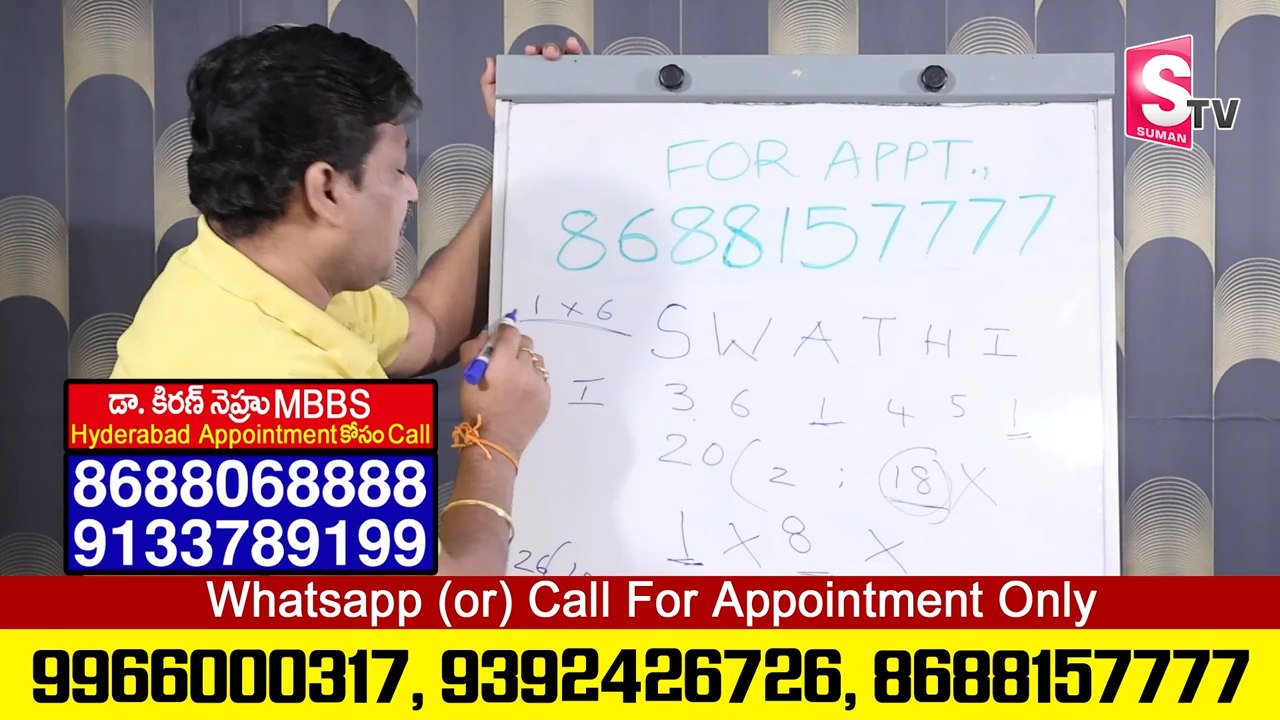 S TV
SUMAN
FOR APPT.,
8688157777
1 x 6
SWATHI
I
3 6 1 4 5 1
20 ( 2 ; 18 X
1 X 8 X
26
డా. కిరణ్ నెహ్రు MBBS
Hyderabad Appointment కోసం Call
8688068888
9133789199
Whatsapp (or) Call For Appointment Only
9966000317, 9392426726, 8688157777